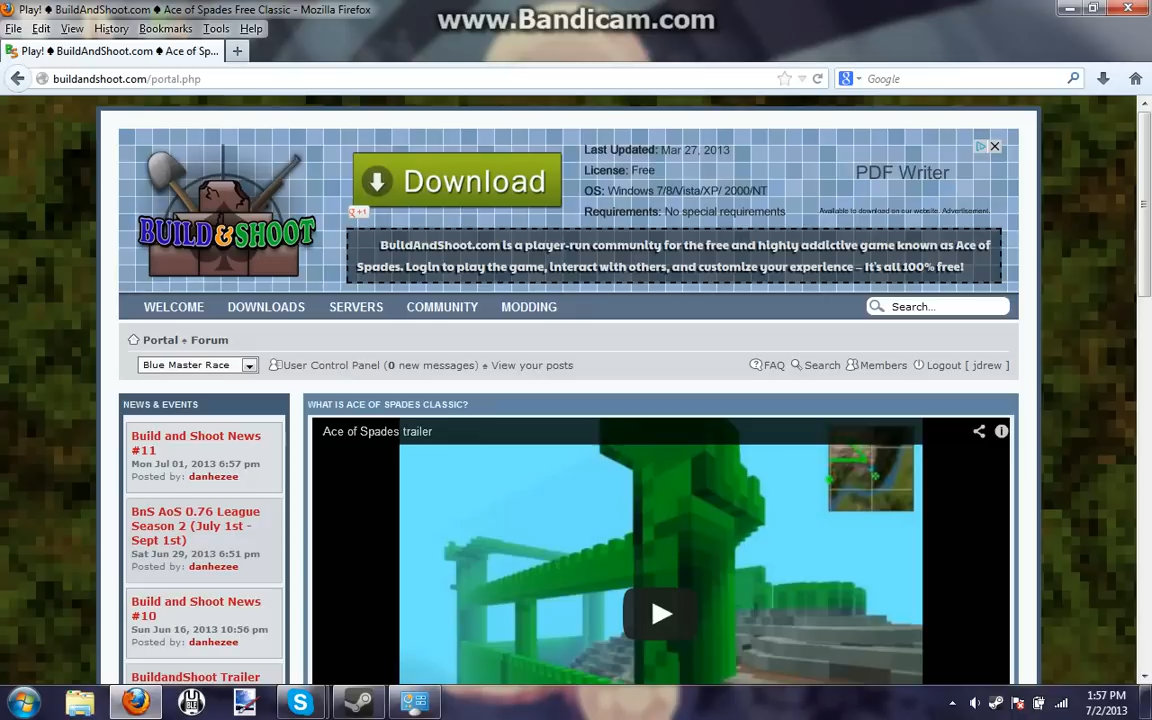 Play! ♠ BuildAndShoot.com ♠ Ace of Spades Free Classic - Mozilla Firefox
www.Bandicam.com
File Edit View History Bookmarks Tools Help
Play! ♠ BuildAndShoot.com ♠ Ace of Sp...
buildandshoot.com/portal.php
Google
Download
+1
Last Updated: Mar 27, 2013
License: Free
OS: Windows 7/8/Vista/XP/ 2000/NT
Requirements: No special requirements
PDF Writer
Available to download on our website. Advertisement.
BUILD&SHOOT
BuildAndShoot.com is a player-run community for the free and highly addictive game known as Ace of
Spades. Login to play the game, interact with others, and customize your experience – It's all 100% free!
WELCOME DOWNLOADS SERVERS COMMUNITY MODDING
Search...
Portal ♠ Forum
Blue Master Race
User Control Panel (0 new messages) ♠ View your posts
FAQ Search Members Logout [ jdrew ]
NEWS & EVENTS
Build and Shoot News
#11
Mon Jul 01, 2013 6:57 pm
Posted by: danhezee
BnS AoS 0.76 League
Season 2 (July 1st -
Sept 1st)
Sat Jun 29, 2013 6:51 pm
Posted by: danhezee
Build and Shoot News
#10
Sun Jun 16, 2013 10:56 pm
Posted by: danhezee
BuildandShoot Trailer
WHAT IS ACE OF SPADES CLASSIC?
Ace of Spades trailer
1:57 PM
7/2/2013